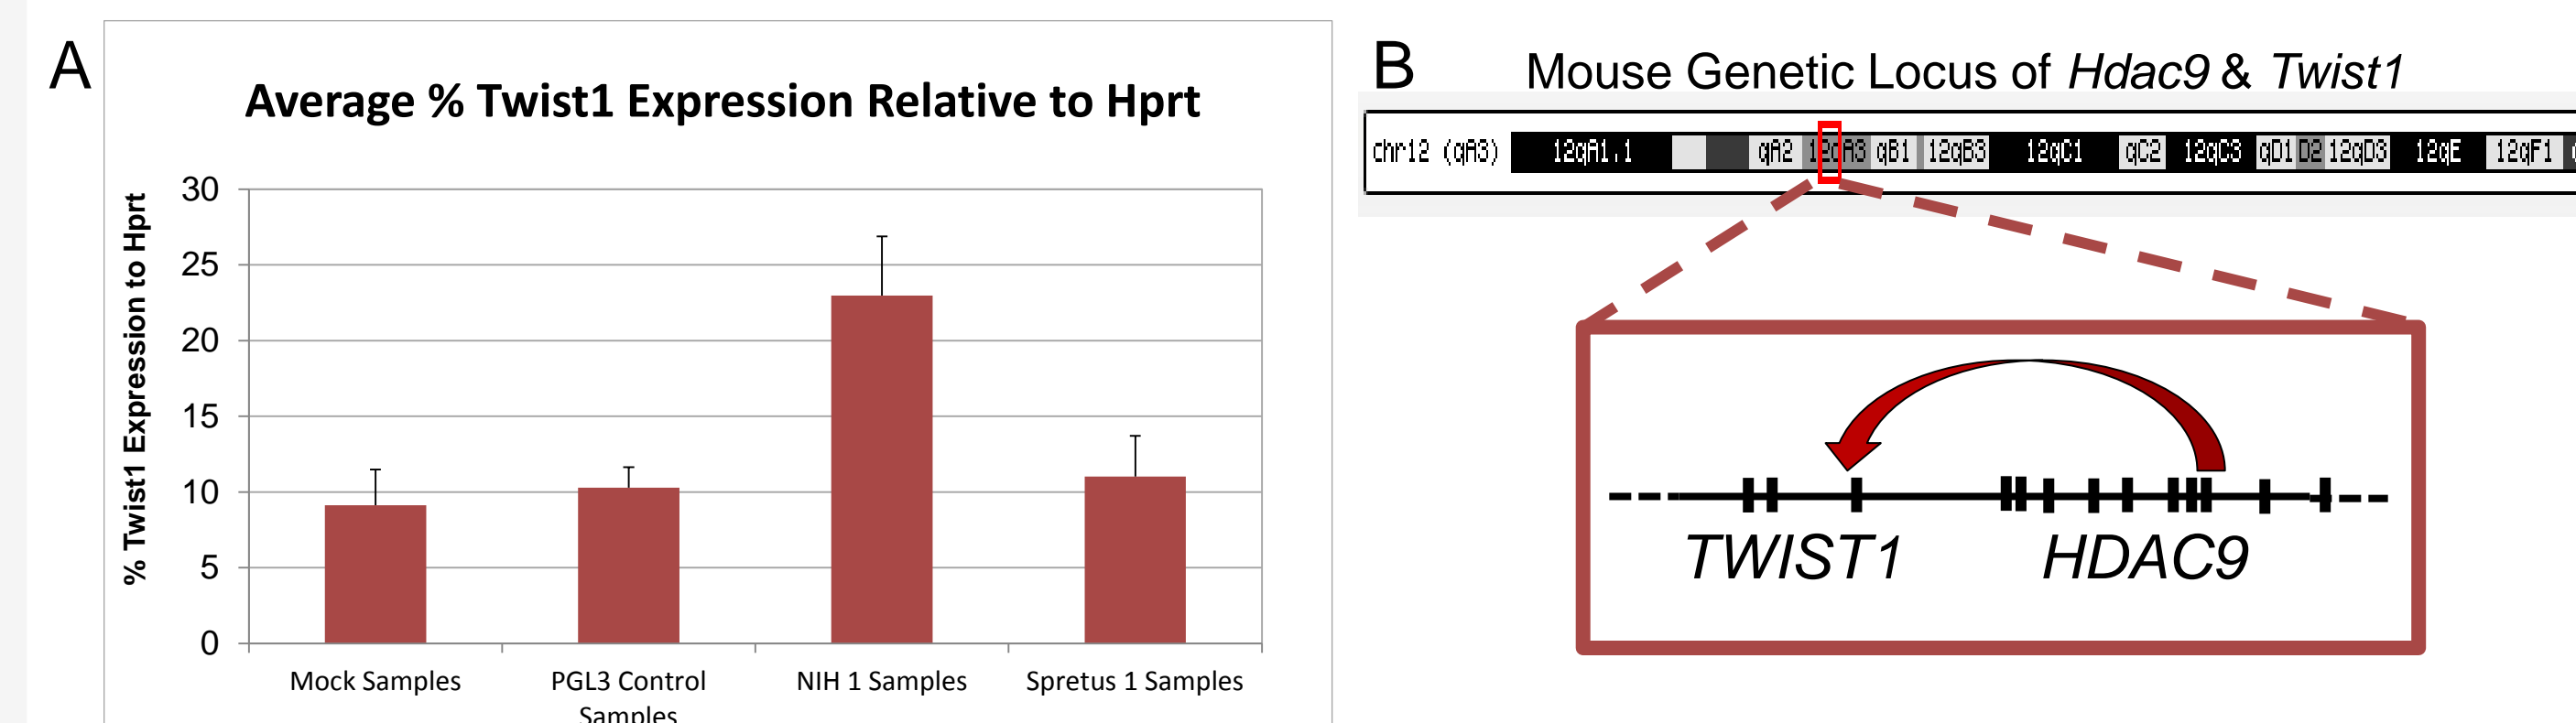 A
Average % Twist1 Expression Relative to Hprt
% Twist1 Expression to Hprt
30
25
20
15
10
5
0
Mock Samples
PGL3 Control
Samples
NIH 1 Samples
Spretus 1 Samples
B
Mouse Genetic Locus of Hdac9 & Twist1
chr12 (qA3) 12qA1.1 qA2 12qA3 qB1 12qB3 12qC1 qC2 12qC3 qD1 D2 12qD3 12qE 12qF1
TWIST1 HDAC9